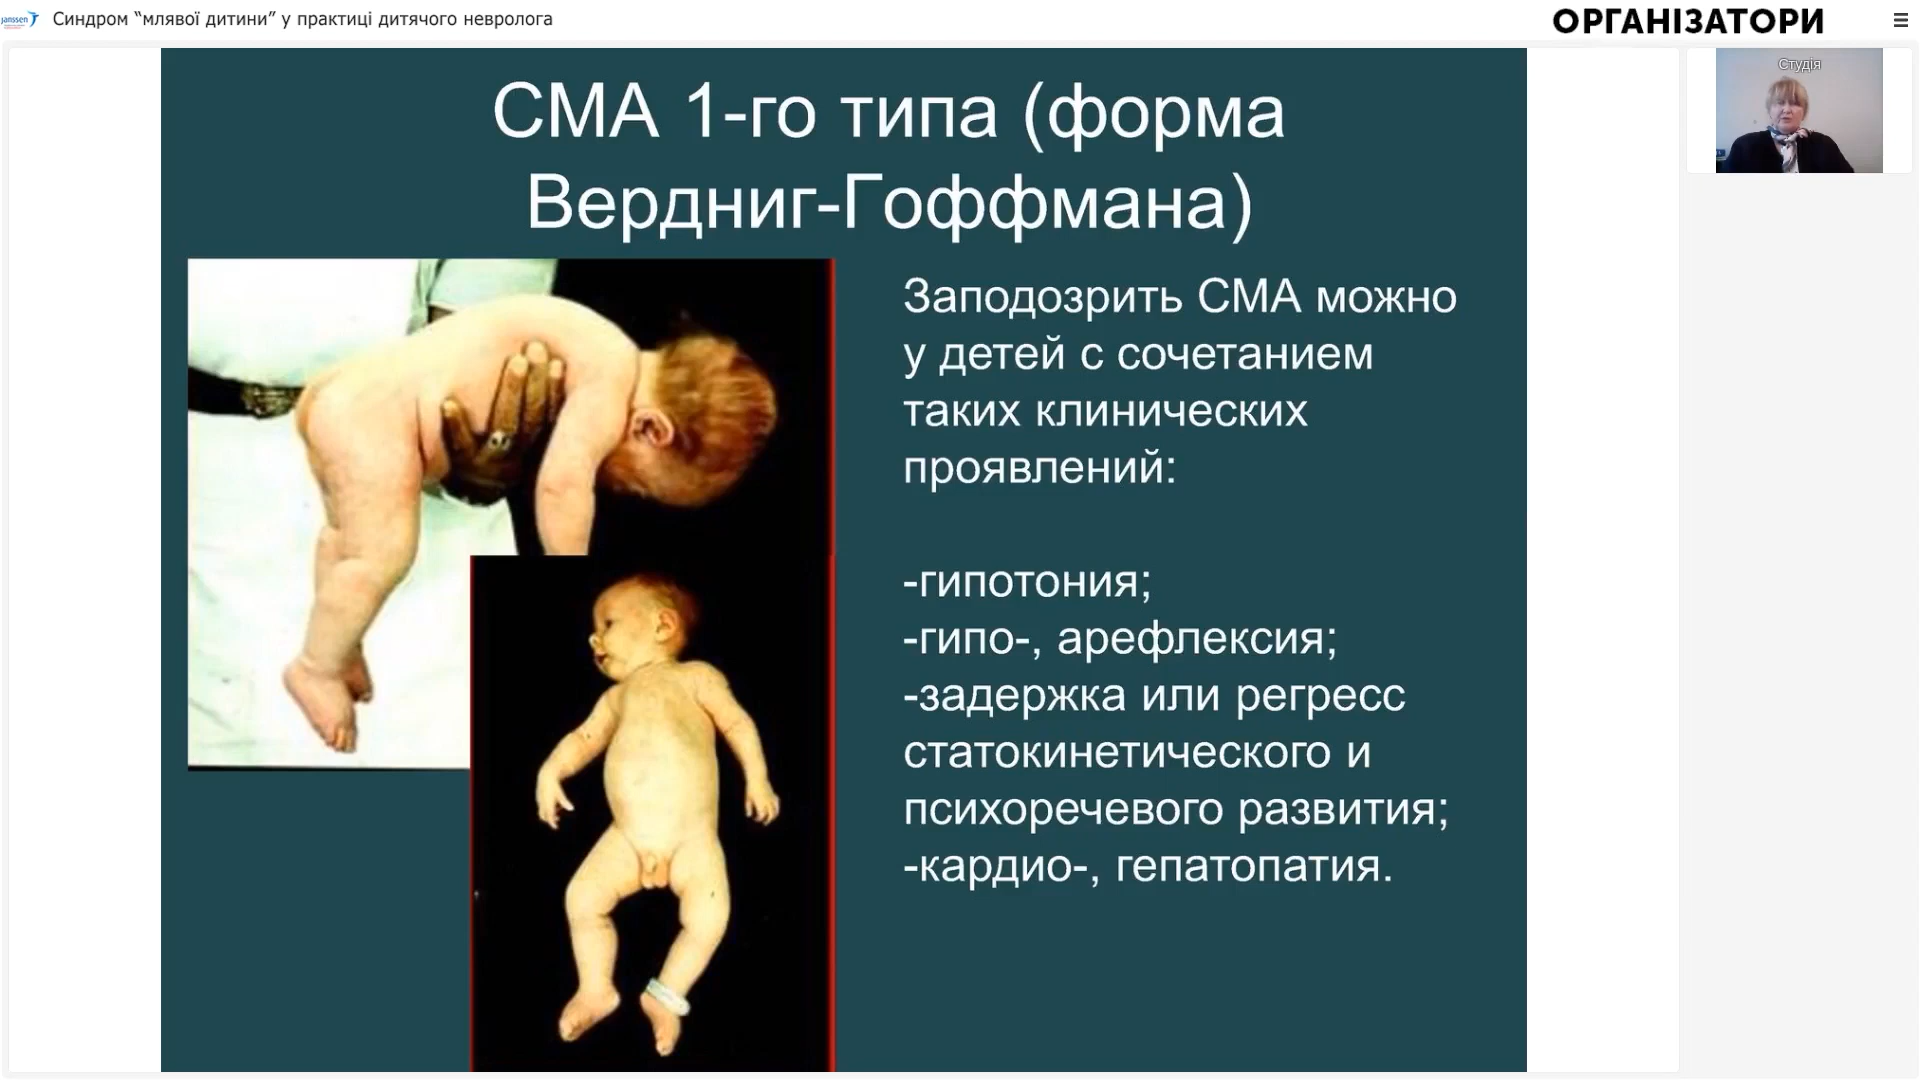 janssen
Синдром “млявої дитини” у практиці дитячого невролога
ОРГАНІЗАТОРИ
Студія
СМА 1-го типа (форма
Вердниг-Гоффмана)
Заподозрить СМА можно
у детей с сочетанием
таких клинических
проявлений:
-гипотония;
-гипо-, арефлексия;
-задержка или регресс
статокинетического и
психоречевого развития;
-кардио-, гепатопатия.